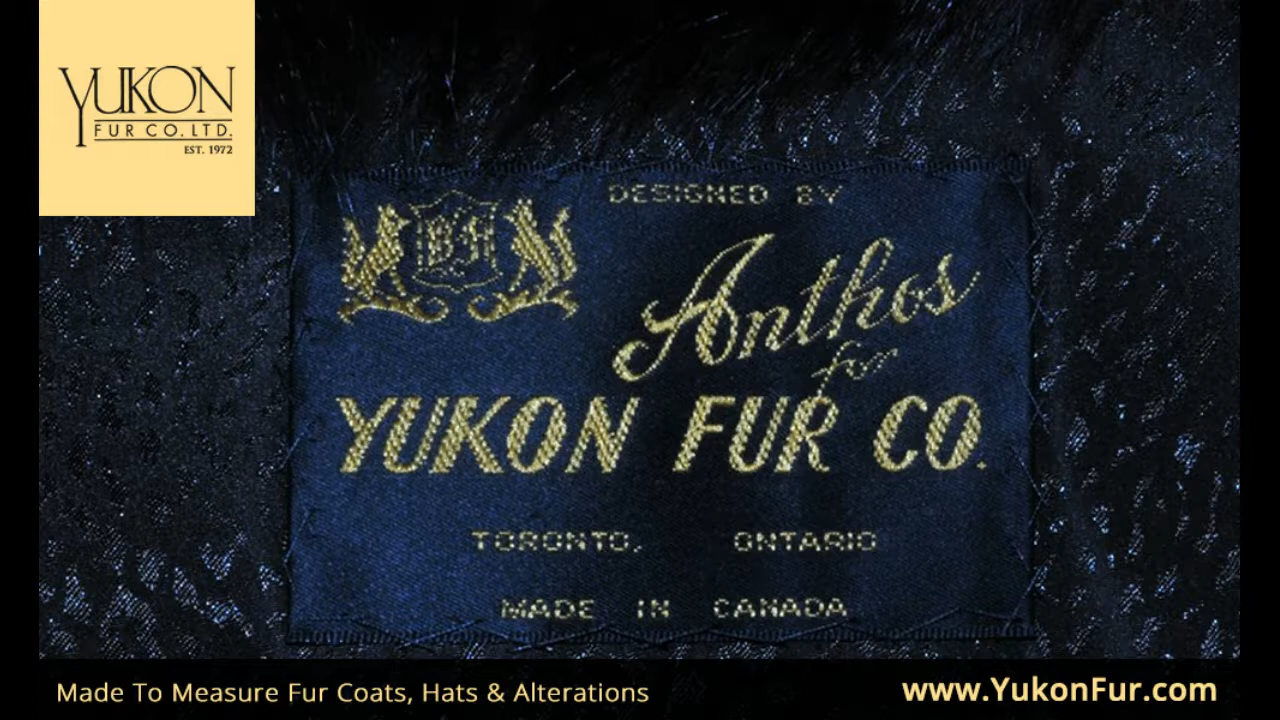 YUKON
FUR CO. LTD.
EST. 1972
DESIGNED BY
Anthos
for
YUKON FUR CO.
TORONTO, ONTARIO
MADE IN CANADA
Made To Measure Fur Coats, Hats & Alterations
www.YukonFur.com